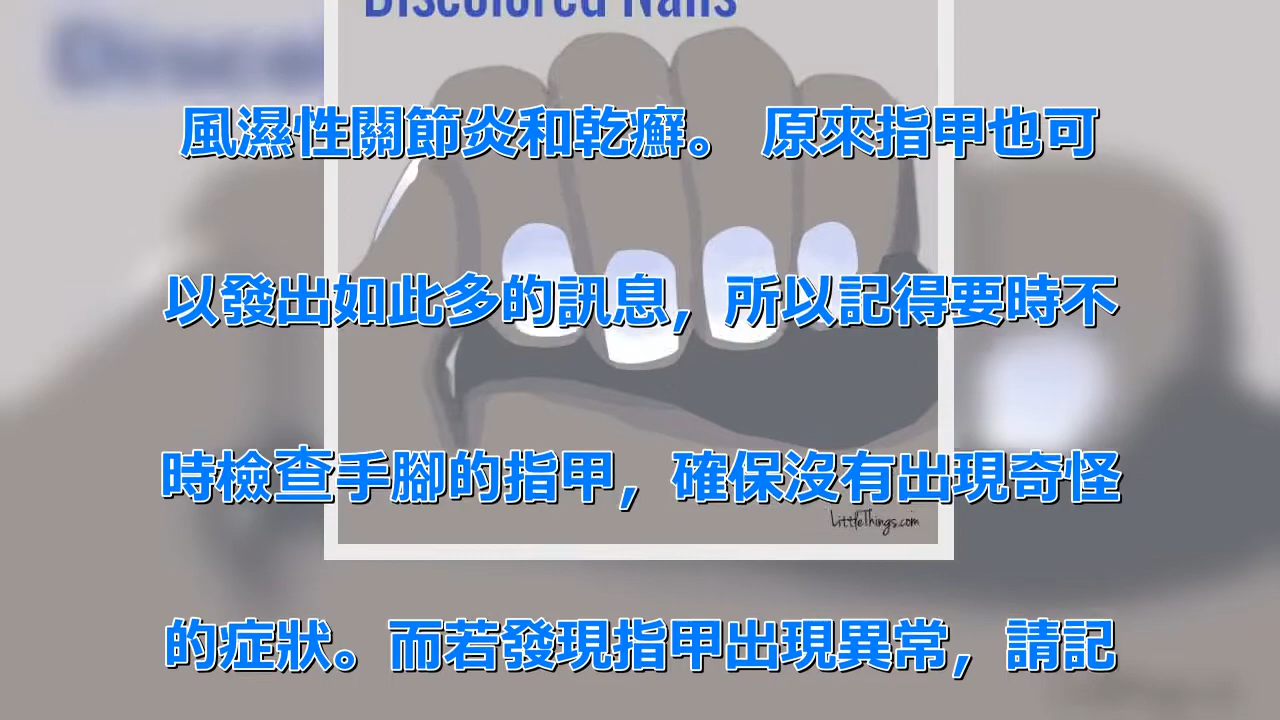 Discolored Nails
風濕性關節炎和乾癬。 原來指甲也可
以發出如此多的訊息，所以記得要時不
時檢查手腳的指甲，確保沒有出現奇怪
LittleThings.com
的症狀。而若發現指甲出現異常，請記